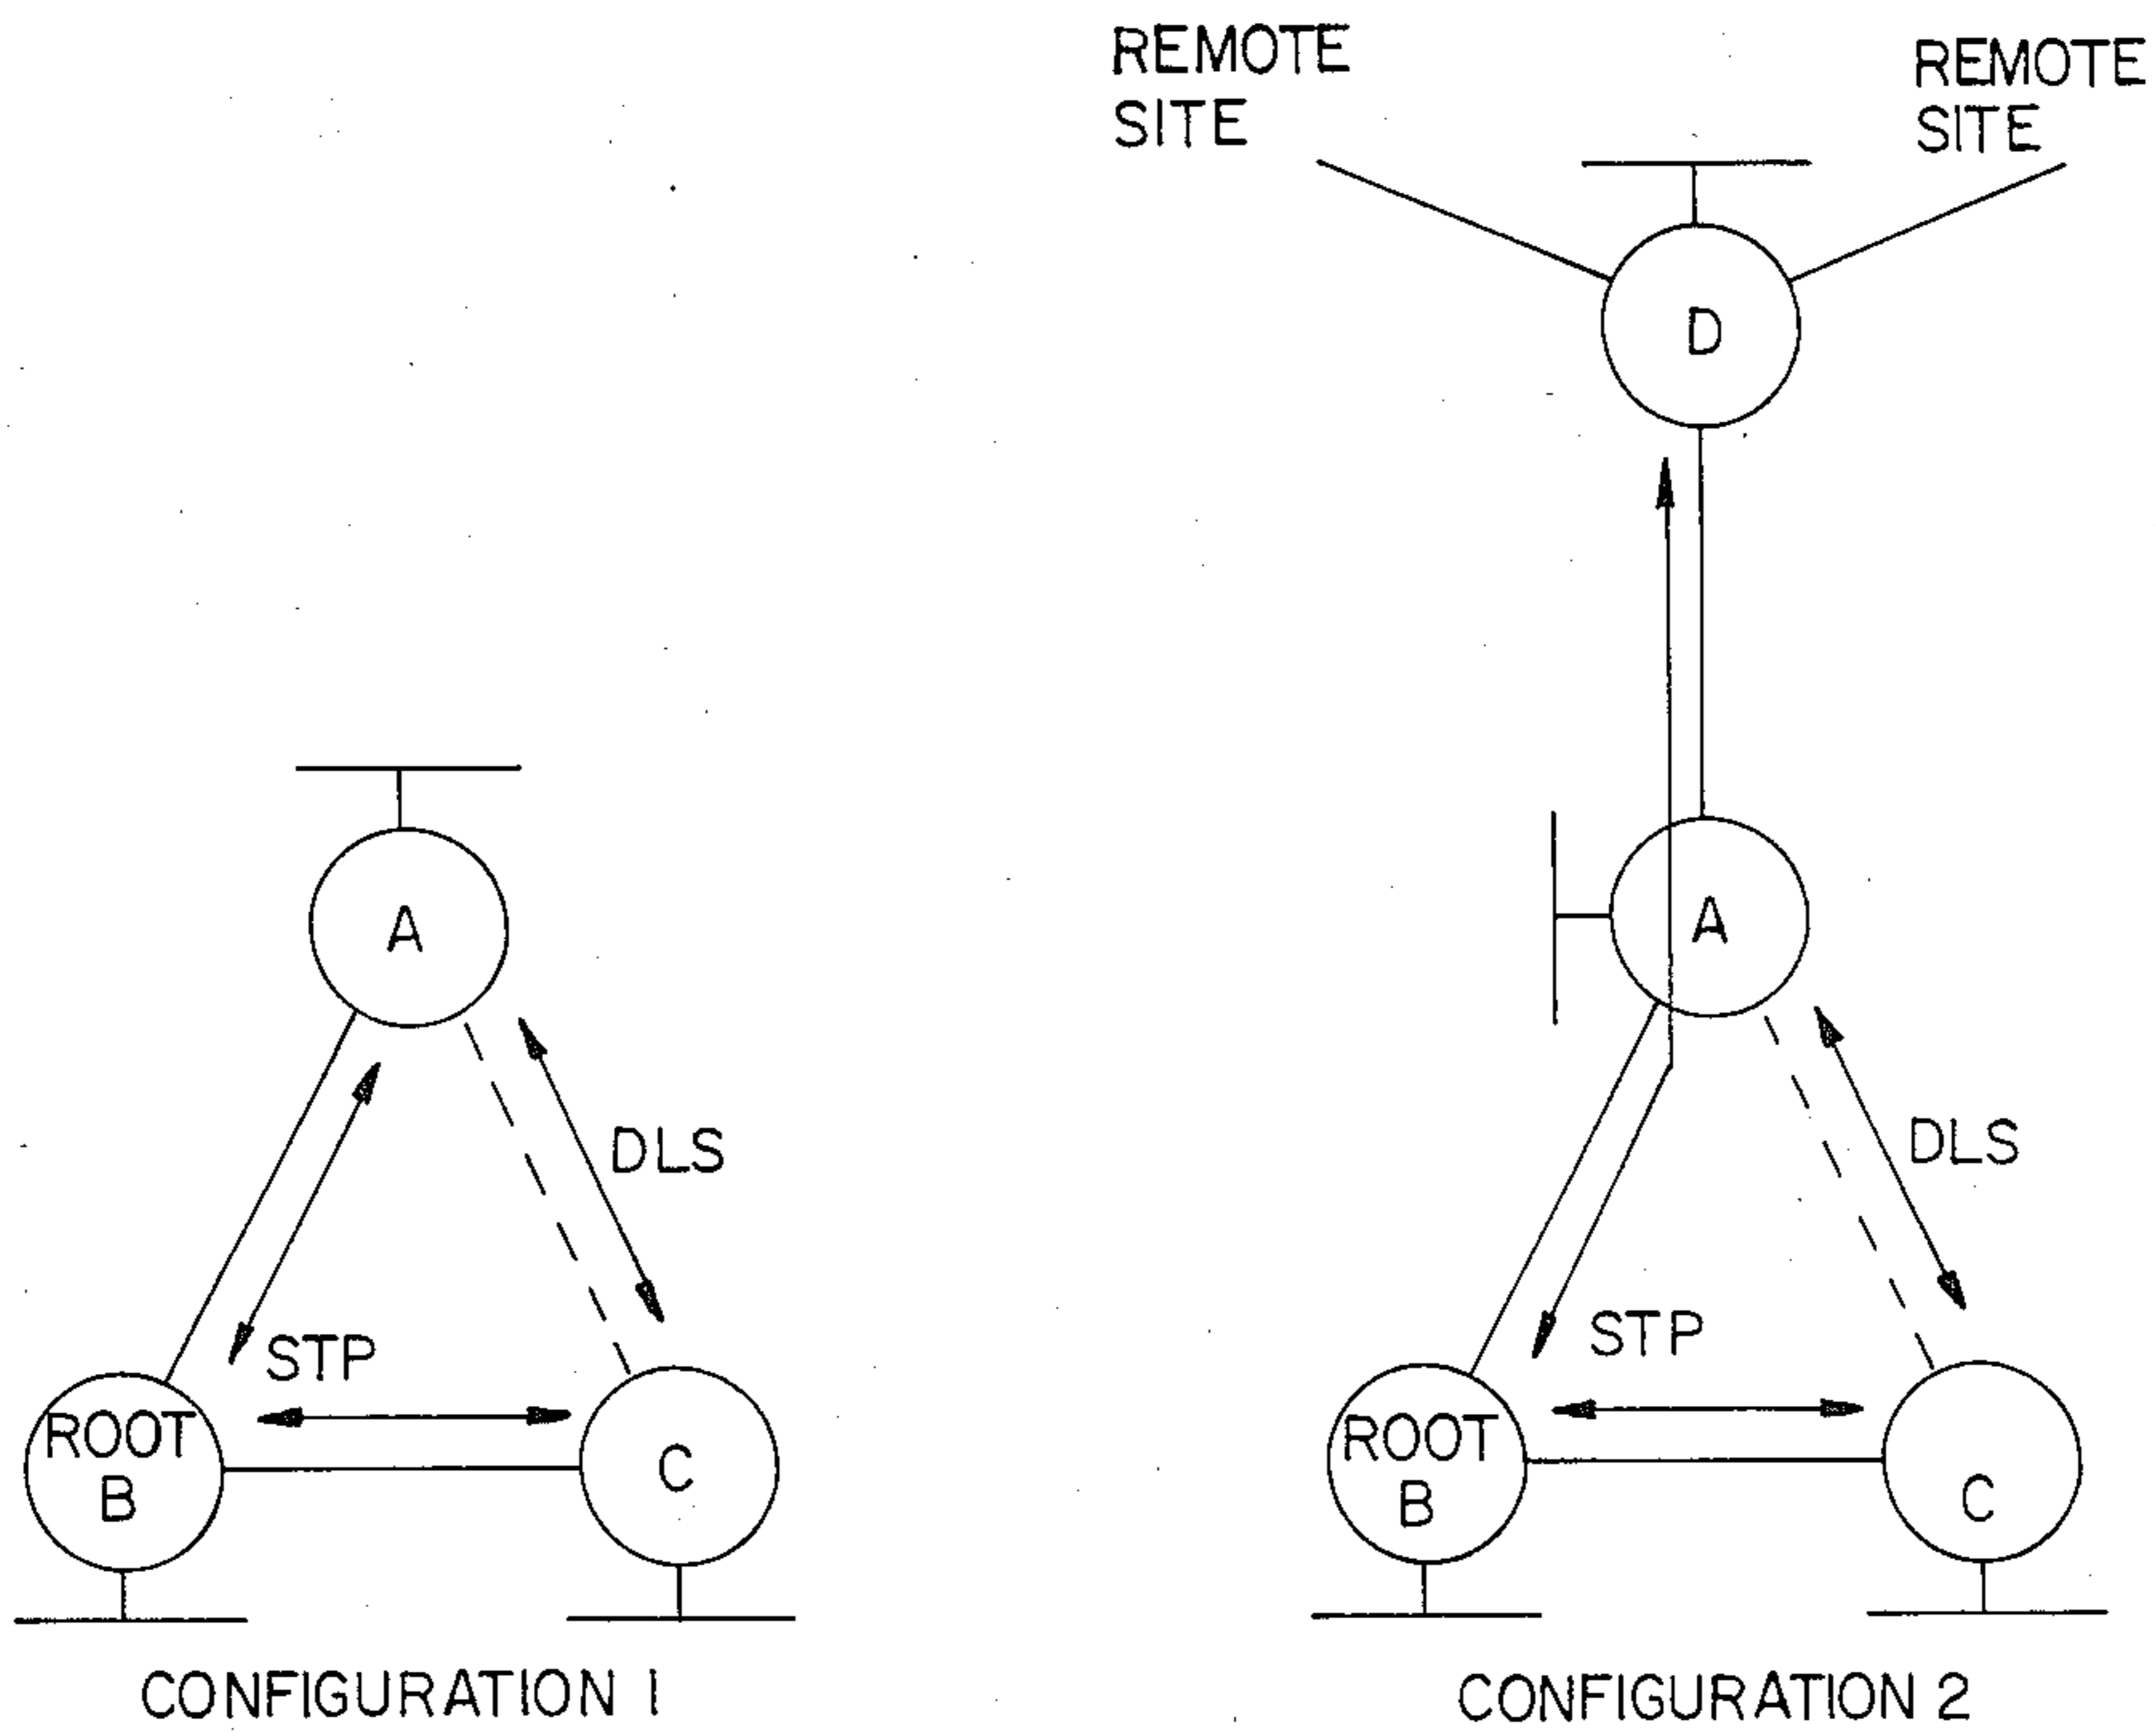 A
DLS
STP
ROOT
B
C
CONFIGURATION 1
REMOTE
SITE
REMOTE
SITE
D
A
DLS
STP
ROOT
B
C
CONFIGURATION 2